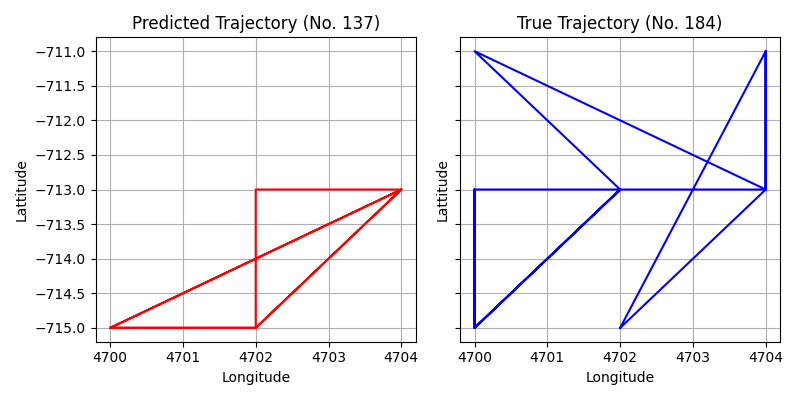 Predicted Trajectory (No. 137)
True Trajectory (No. 184)
−711.0
−711.5
−712.0
−712.5
−713.0
−713.5
−714.0
−714.5
−715.0
Lattitude
Lattitude
4700 4701 4702 4703 4704
4700 4701 4702 4703 4704
Longitude
Longitude